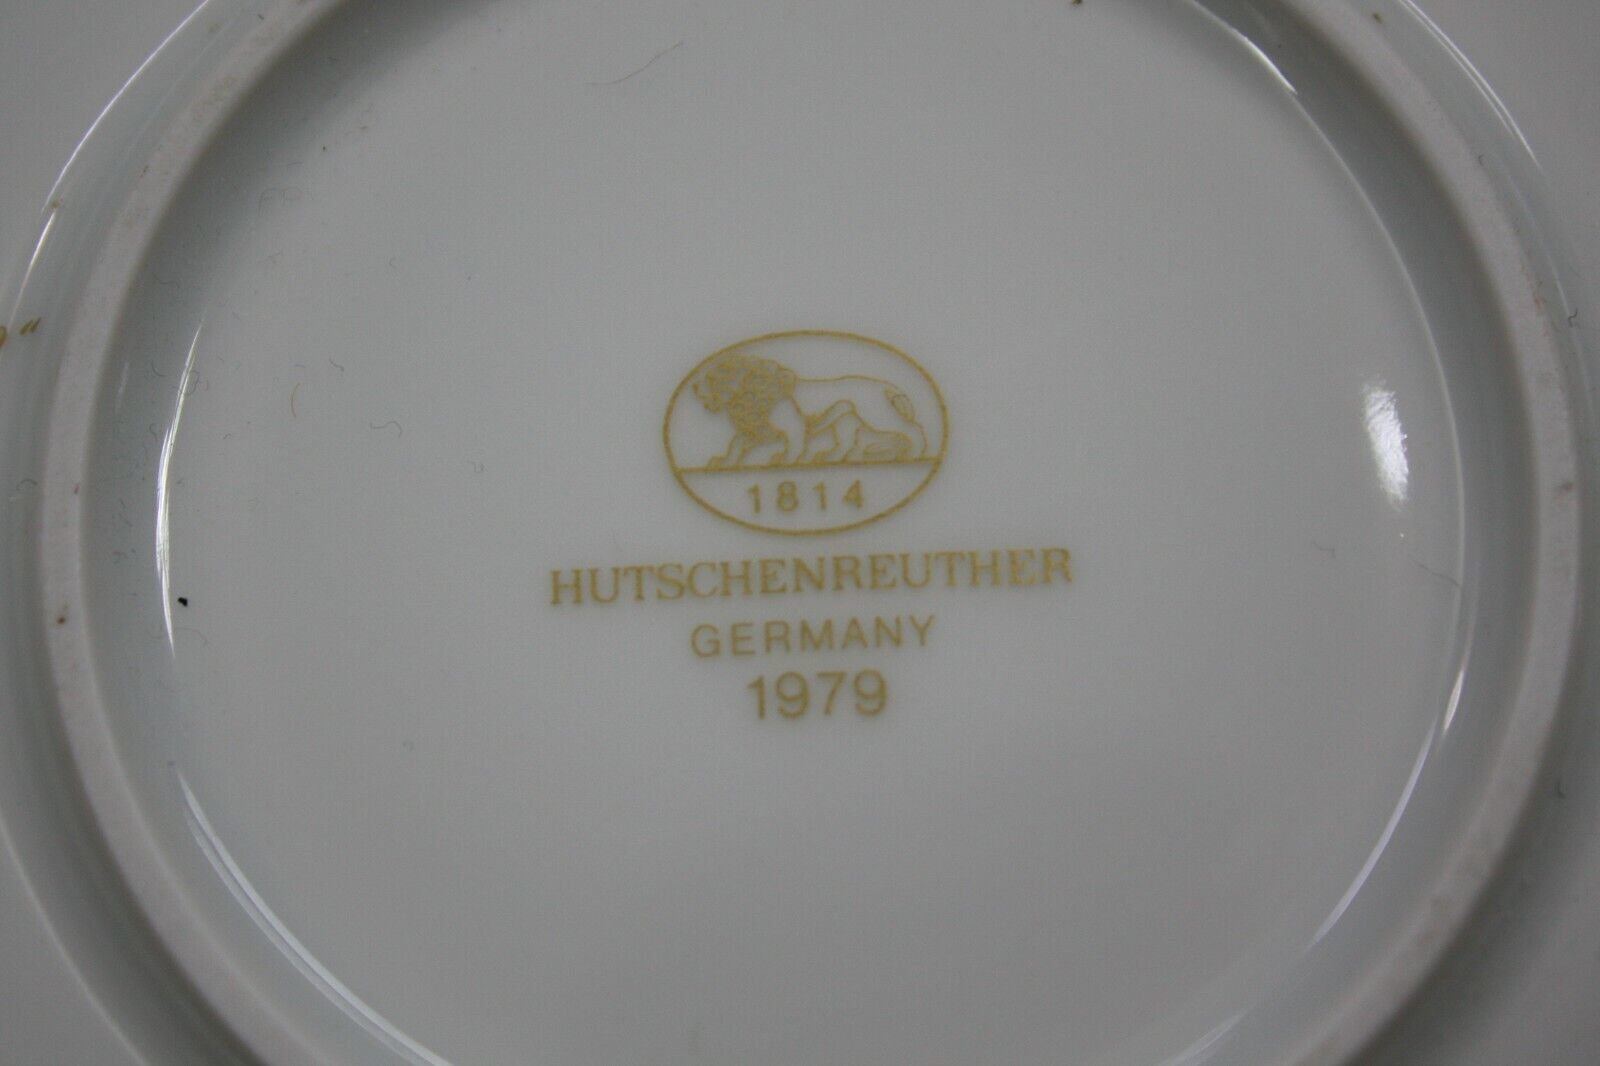 1814
HUTSCHENREUTHER
GERMANY
1979